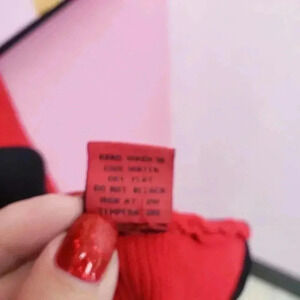 HAND WASH IN
COOL WATER
DRY FLAT
DO NOT BLEACH
IRON AT LOW
TEMPERATURE